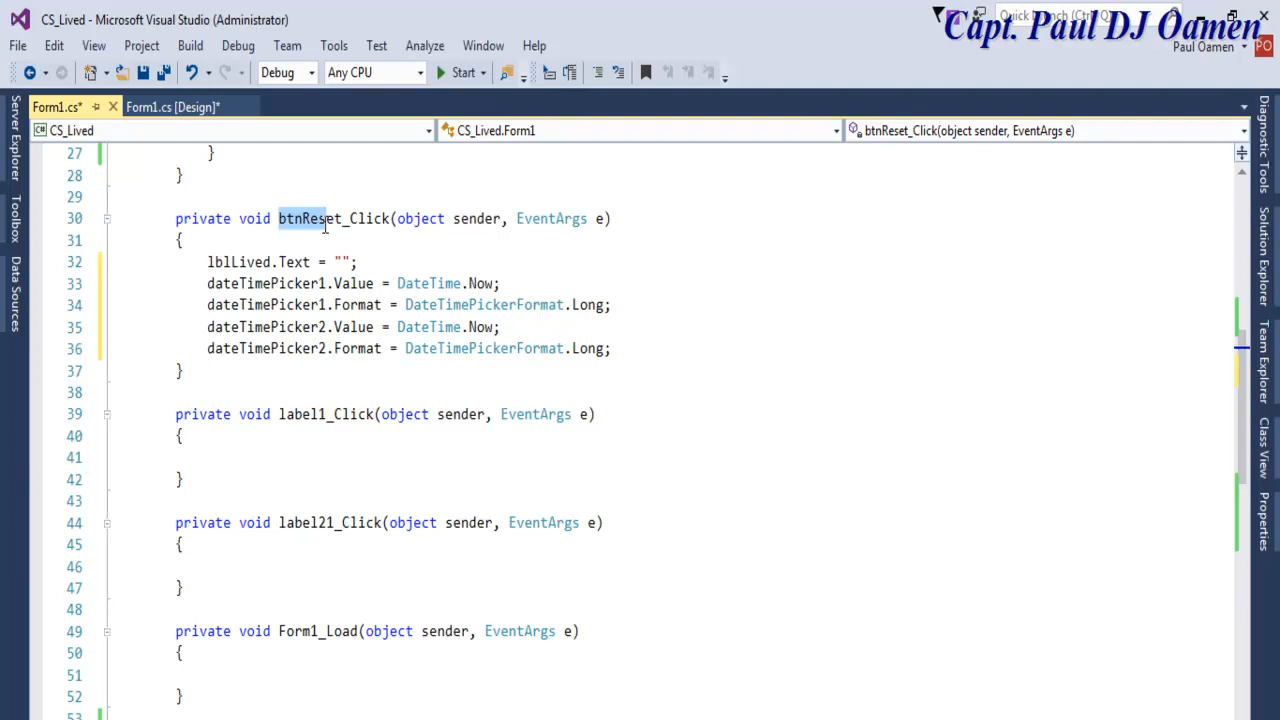 CS_Lived - Microsoft Visual Studio (Administrator)
Quick Launch (Ctrl+Q)
Capt. Paul DJ Oamen
File Edit View Project Build Debug Team Tools Test Analyze Window Help
Paul Oamen
PO
Debug Any CPU Start
Form1.cs* Form1.cs [Design]*
CS_Lived CS_Lived.Form1 btnReset_Click(object sender, EventArgs e)
27 }
28 }
29
30 private void btnReset_Click(object sender, EventArgs e)
31 {
32 lblLived.Text = "";
33 dateTimePicker1.Value = DateTime.Now;
34 dateTimePicker1.Format = DateTimePickerFormat.Long;
35 dateTimePicker2.Value = DateTime.Now;
36 dateTimePicker2.Format = DateTimePickerFormat.Long;
37 }
38
39 private void label1_Click(object sender, EventArgs e)
40 {
41
42 }
43
44 private void label21_Click(object sender, EventArgs e)
45 {
46
47 }
48
49 private void Form1_Load(object sender, EventArgs e)
50 {
51
52 }
53
Server Explorer
Toolbox
Data Sources
Diagnostic Tools
Solution Explorer
Team Explorer
Class View
Properties